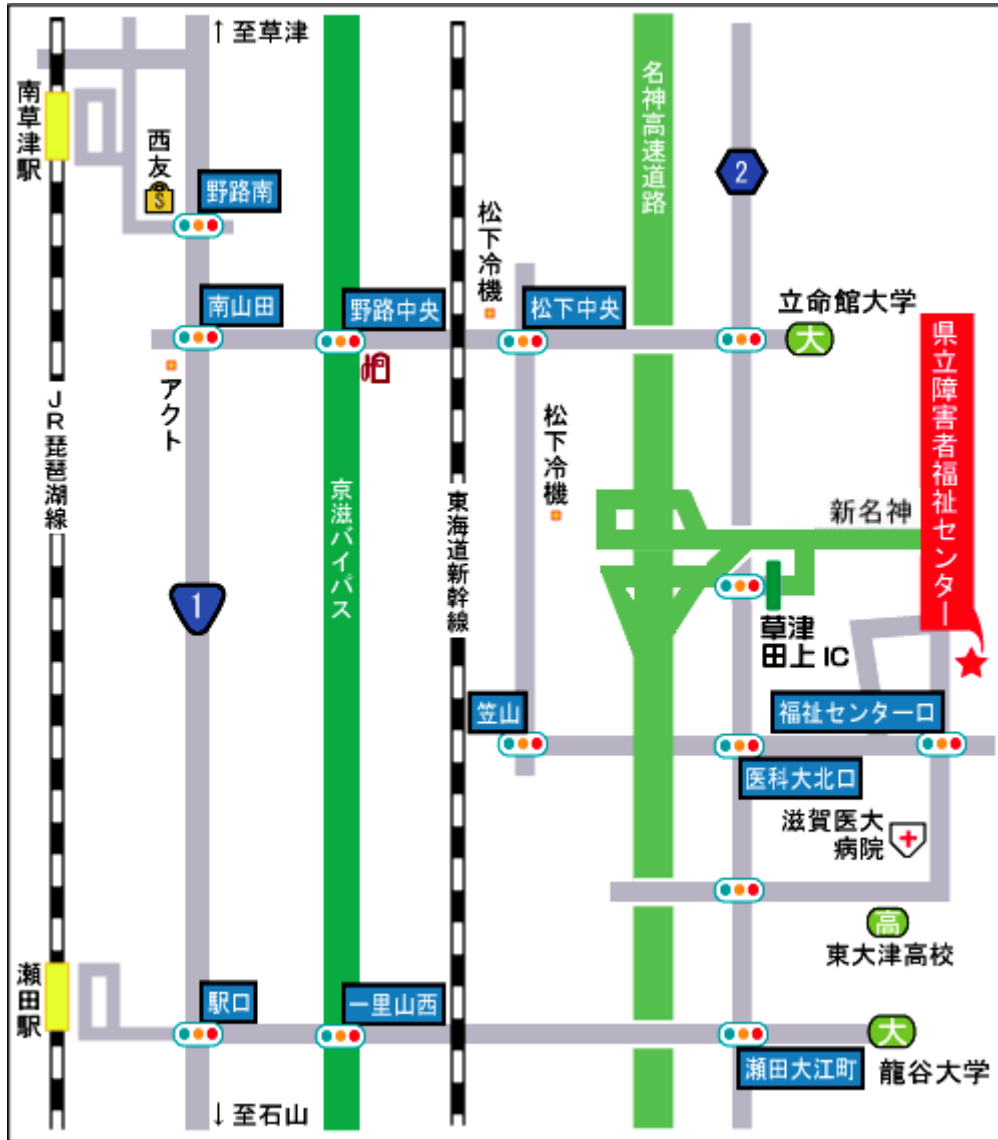 ↑至草津
南草津駅
西友
S
野路南
名神高速道路
2
松下冷機
南山田
野路中央
松下中央
立命館大学
大
アクト
県立障害者福祉センター
JR琵琶湖線
松下冷機
京滋バイパス
東海道新幹線
新名神
1
草津
田上IC
笠山
福祉センター口
医科大北口
滋賀医大
病院
高
東大津高校
瀬田駅
駅口
一里山西
大
瀬田大江町
龍谷大学
↓至石山